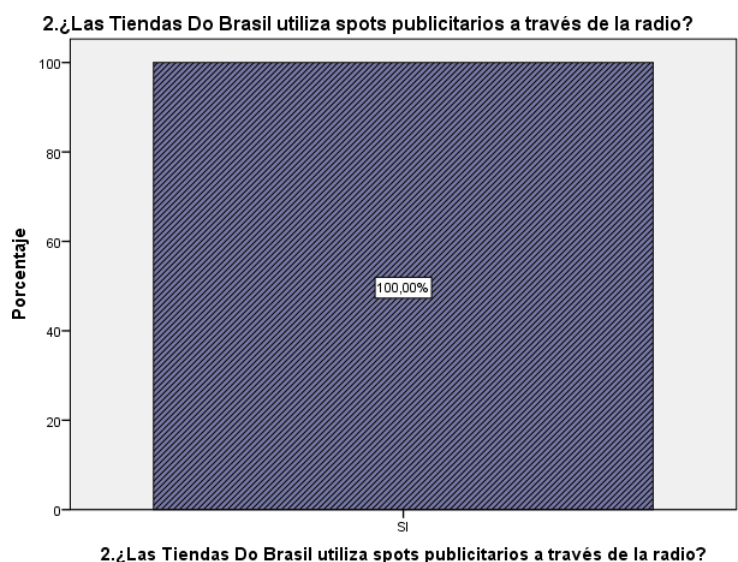 2.¿Las Tiendas Do Brasil utiliza spots publicitarios a través de la radio?
100
80
60
40
20
0
Porcentaje
100,00%
SI
2.¿Las Tiendas Do Brasil utiliza spots publicitarios a través de la radio?